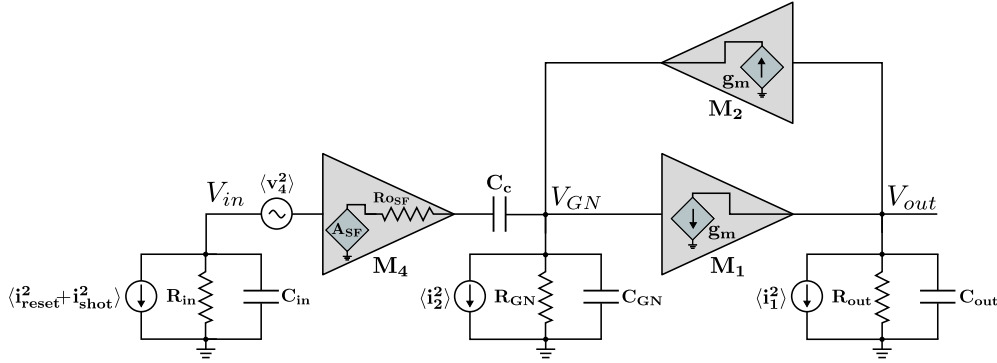 g_m
M_2
V_in
⟨v_4^2⟩
A_SF
Ro_SF
M_4
C_c
V_GN
g_m
M_1
V_out
⟨i_reset^2+i_shot^2⟩
R_in
C_in
⟨i_2^2⟩
R_GN
C_GN
⟨i_1^2⟩
R_out
C_out